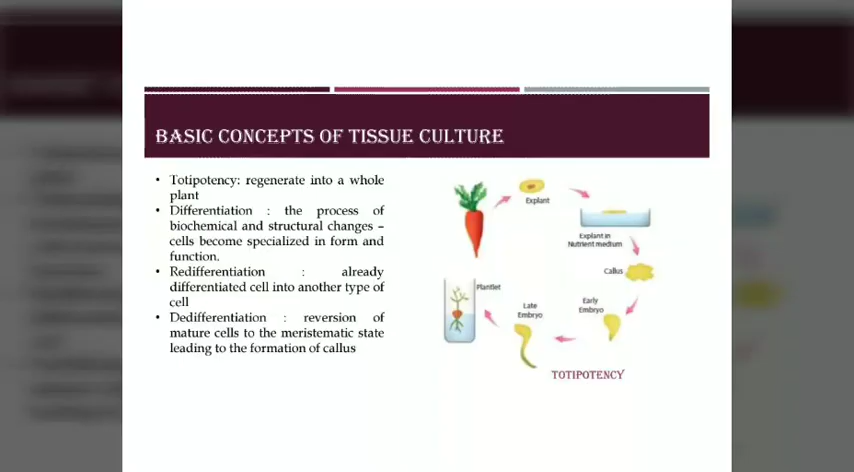 BASIC CONCEPTS OF TISSUE CULTURE
• Totipotency: regenerate into a whole
plant
• Differentiation : the process of
biochemical and structural changes –
cells become specialized in form and
function.
• Redifferentiation : already
differentiated cell into another type of
cell
• Dedifferentiation : reversion of
mature cells to the meristematic state
leading to the formation of callus
Explant
Explant in
Nutrient medium
Callus
Early
Embryo
Late
Embryo
Plantlet
TOTIPOTENCY